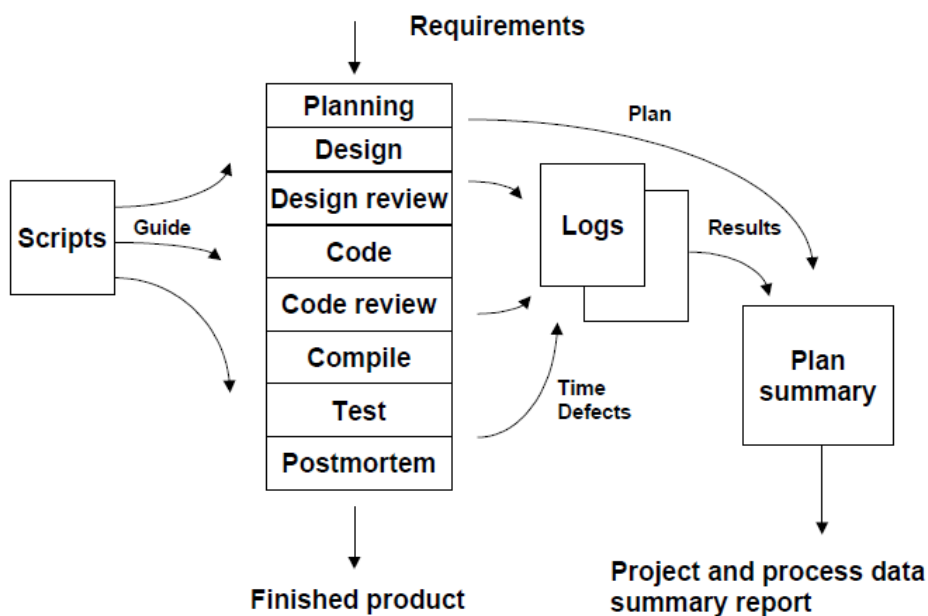 Requirements
Planning
Plan
Design
Design review
Scripts
Guide
Logs
Results
Code
Code review
Compile
Time
Defects
Plan
summary
Test
Postmortem
Finished product
Project and process data
summary report